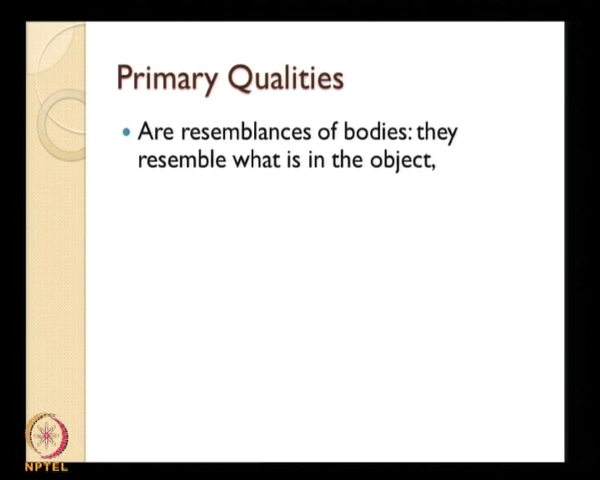 Primary Qualities
• Are resemblances of bodies: they
resemble what is in the object,
NPTEL